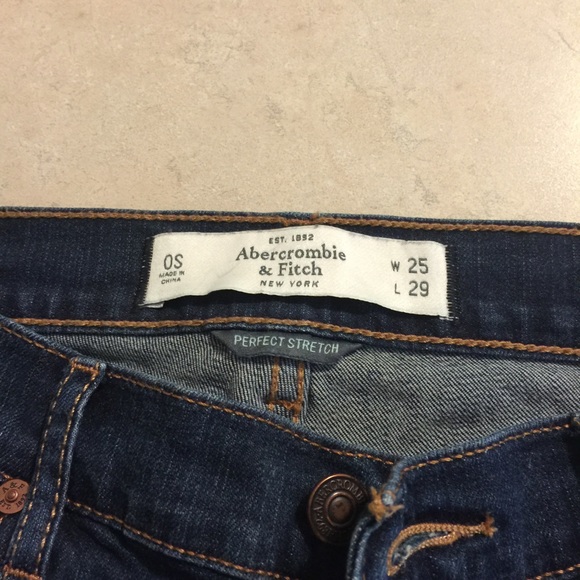 0S
MADE IN
CHINA
EST. 1892
Abercrombie
& Fitch
NEW YORK
W 25
L 29
PERFECT STRETCH